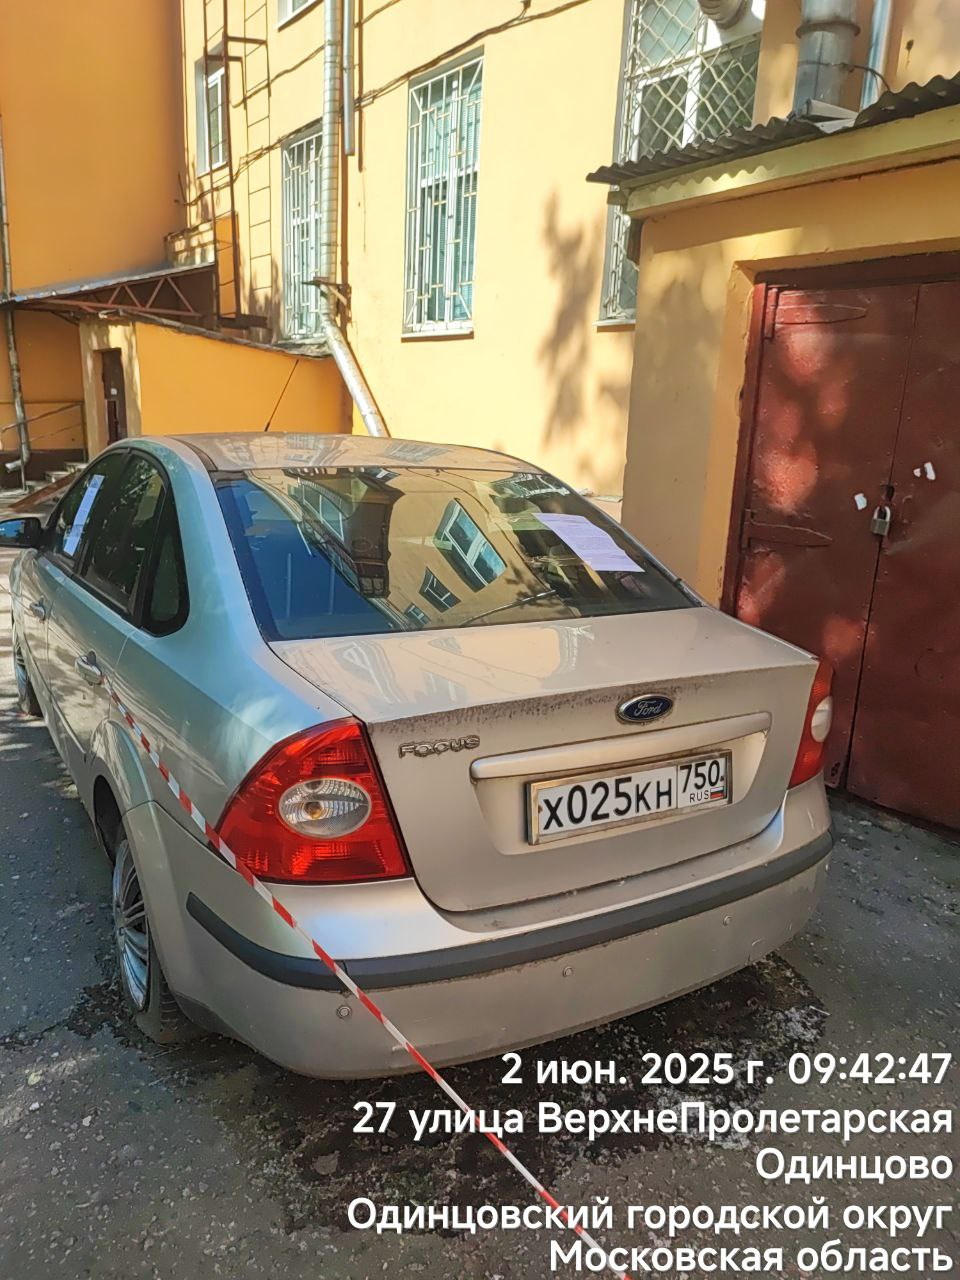 Ford
FOCUS
Х025КН 750
RUS
2 июн. 2025 г. 09:42:47
27 улица ВерхнеПролетарская
Одинцово
Одинцовский городской округ
Московская область